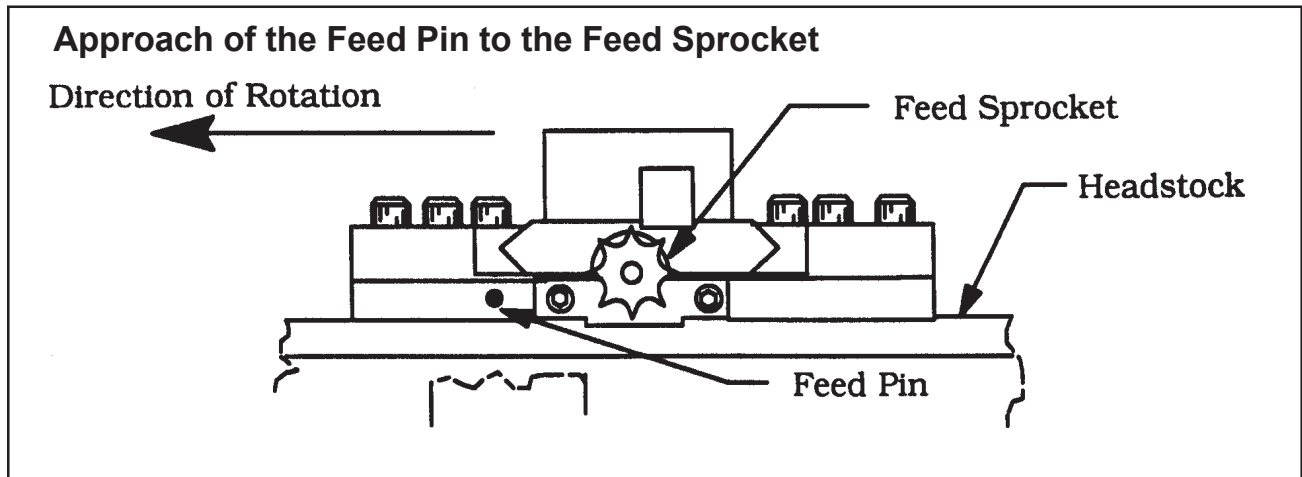 Approach of the Feed Pin to the Feed Sprocket
Direction of Rotation
Feed Sprocket
Headstock
Feed Pin